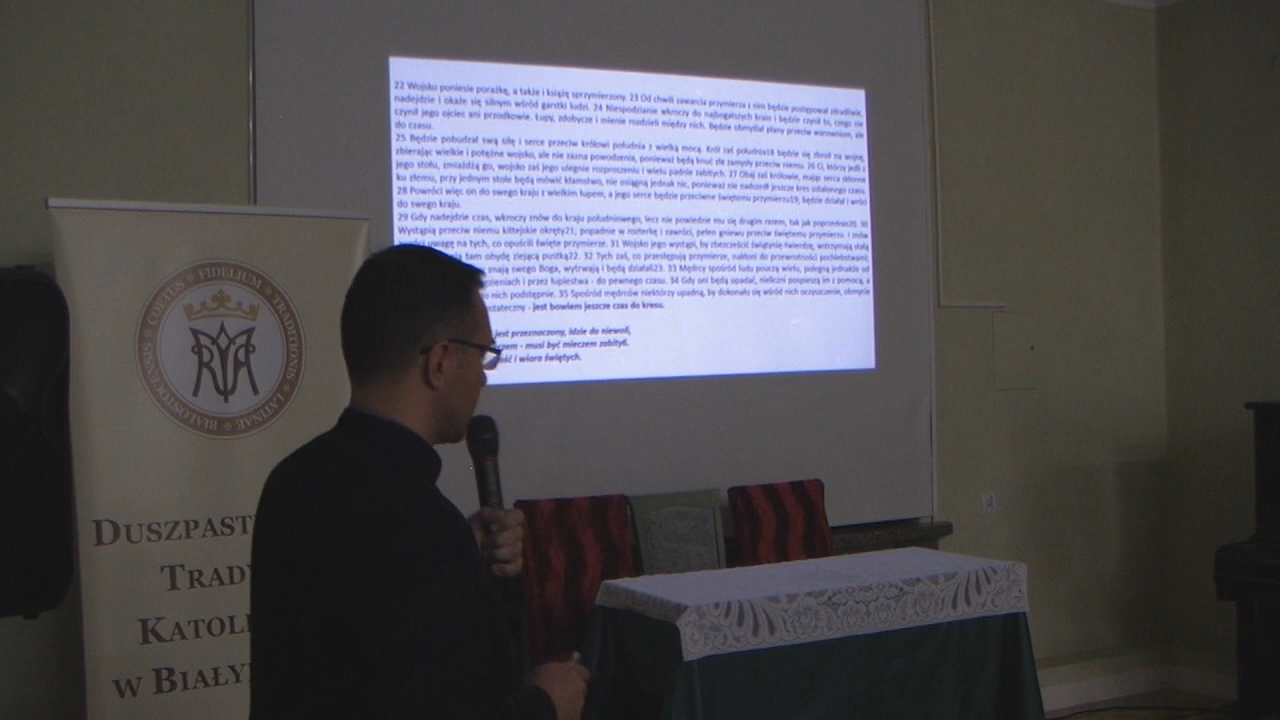 22 Wojsko poniesie porażkę, a także i książę sprzymierzony. 23 Od chwili zawarcia przymierza z nim będzie postępował zdradliwie,
nadejdzie i okaże się silnym wśród garstki ludzi. 24 Niespodzianie wkroczy do najbogatszych krain i będzie czynił to, czego nie
czynił jego ojciec ani przodkowie. Łupy, zdobycze i mienie rozdzieli między nich. Będzie obmyślał plany przeciw warowniom, ale
do czasu.
25 Będzie pobudzał swą siłę i serce przeciw królowi południa z wielką mocą. Król zaś południa18 będzie się zbroił na wojnę,
zbierając wielkie i potężne wojsko, ale nie zazna powodzenia, ponieważ będą knuć złe zamysły przeciw niemu. 26 Ci, którzy jedli z
jego stołu, zmiażdżą go, wojsko zaś jego ulegnie rozproszeniu i wielu padnie zabitych. 27 Obaj zaś królowie, mając serca skłonne
ku złemu, przy jednym stole będą mówić kłamstwo, nie osiągną jednak nic, ponieważ nie nadszedł jeszcze kres ustalonego czasu.
28 Powróci więc on do swego kraju z wielkim łupem, a jego serce będzie przeciwne świętemu przymierzu19; będzie działał i wróci
do swego kraju.
29 Gdy nadejdzie czas, wkroczy znów do kraju południowego, lecz nie powiedzie mu się drugim razem, tak jak poprzednio20. 30
Wystąpią przeciw niemu kittejskie okręty21; popadnie w rozterkę i zawróci, pełen gniewu przeciw świętemu przymierzu. I znów
uwagę na tych, co opuścili święte przymierze. 31 Wojsko jego wystąpi, by zbezcześcić świątynię-twierdzę, wstrzymają stałą
tam ohydę ziejącą pustką22. 32 Tych zaś, co przestępują przymierze, nakłoni do przewrotności pochlebstwami,
znają swego Boga, wytrwają i będą działali23. 33 Mędrcy spośród ludu pouczą wielu; polegną jednakże od
i przez łupiestwa - do pewnego czasu. 34 Gdy oni będą upadać, nieliczni pospieszą im z pomocą, a
nich podstępnie. 35 Spośród mędrców niektórzy upadną, by dokonało się wśród nich oczyszczenie, obmycie
- jest bowiem jeszcze czas do kresu.
jest przeznaczony, idzie do niewoli,
- musi być mieczem zabity6.
i wiara świętych.
COETUS FIDELIUM TRADITIONIS LATINAE BIALOSTOCIENSIS
DUSZPAST
TRADY
KATOLI
W BIAŁY